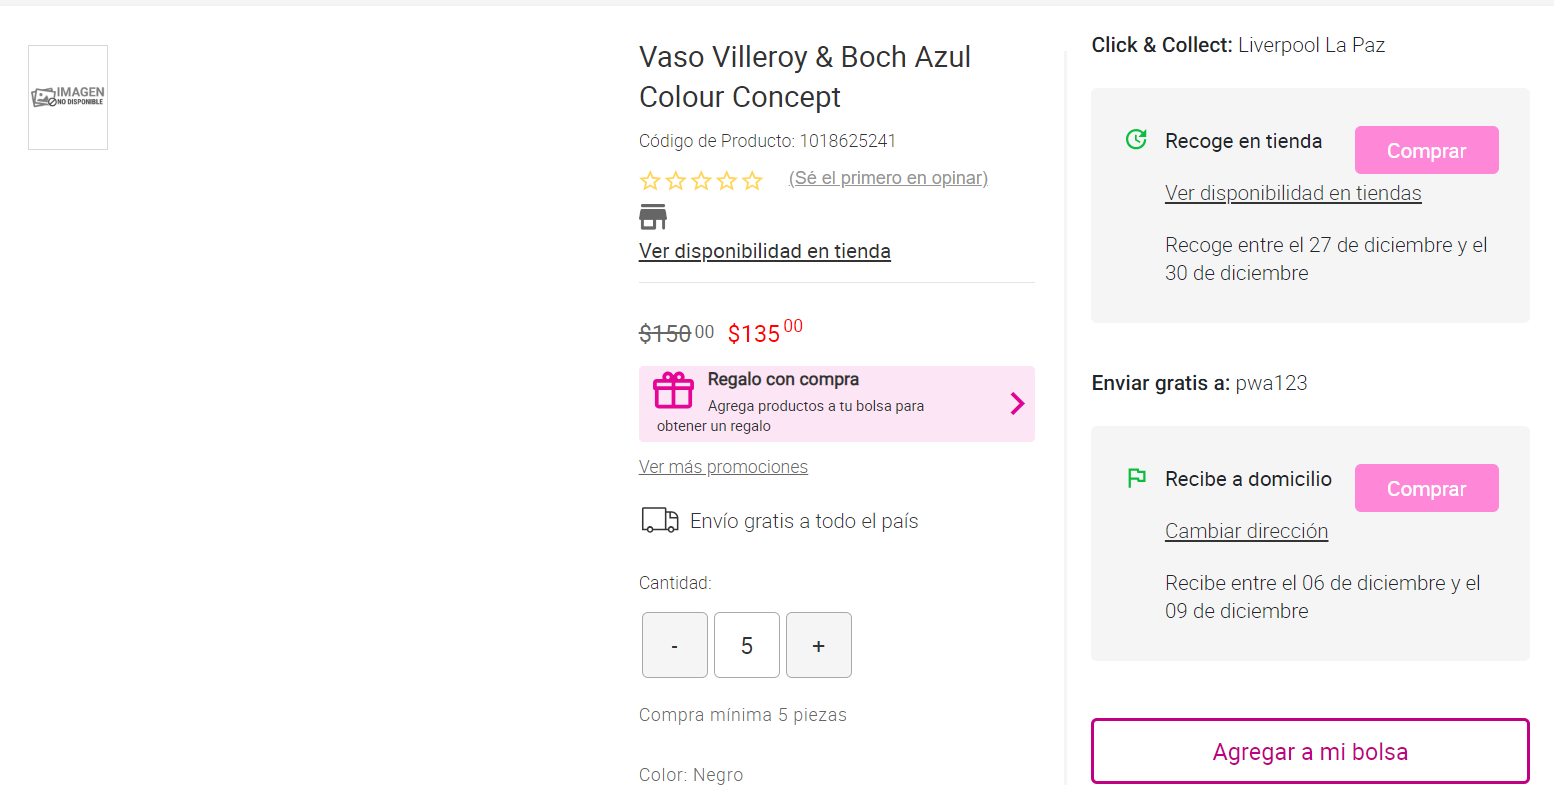 IMAGEN
NO DISPONIBLE
Vaso Villeroy & Boch Azul
Colour Concept
Código de Producto: 1018625241
(Sé el primero en opinar)
Ver disponibilidad en tienda
$150 00 $135 00
Regalo con compra
Agrega productos a tu bolsa para
obtener un regalo
Ver más promociones
Envío gratis a todo el país
Cantidad:
- 5 +
Compra mínima 5 piezas
Color: Negro
Click & Collect: Liverpool La Paz
Recoge en tienda
Comprar
Ver disponibilidad en tiendas
Recoge entre el 27 de diciembre y el
30 de diciembre
Enviar gratis a: pwa123
Recibe a domicilio
Comprar
Cambiar dirección
Recibe entre el 06 de diciembre y el
09 de diciembre
Agregar a mi bolsa